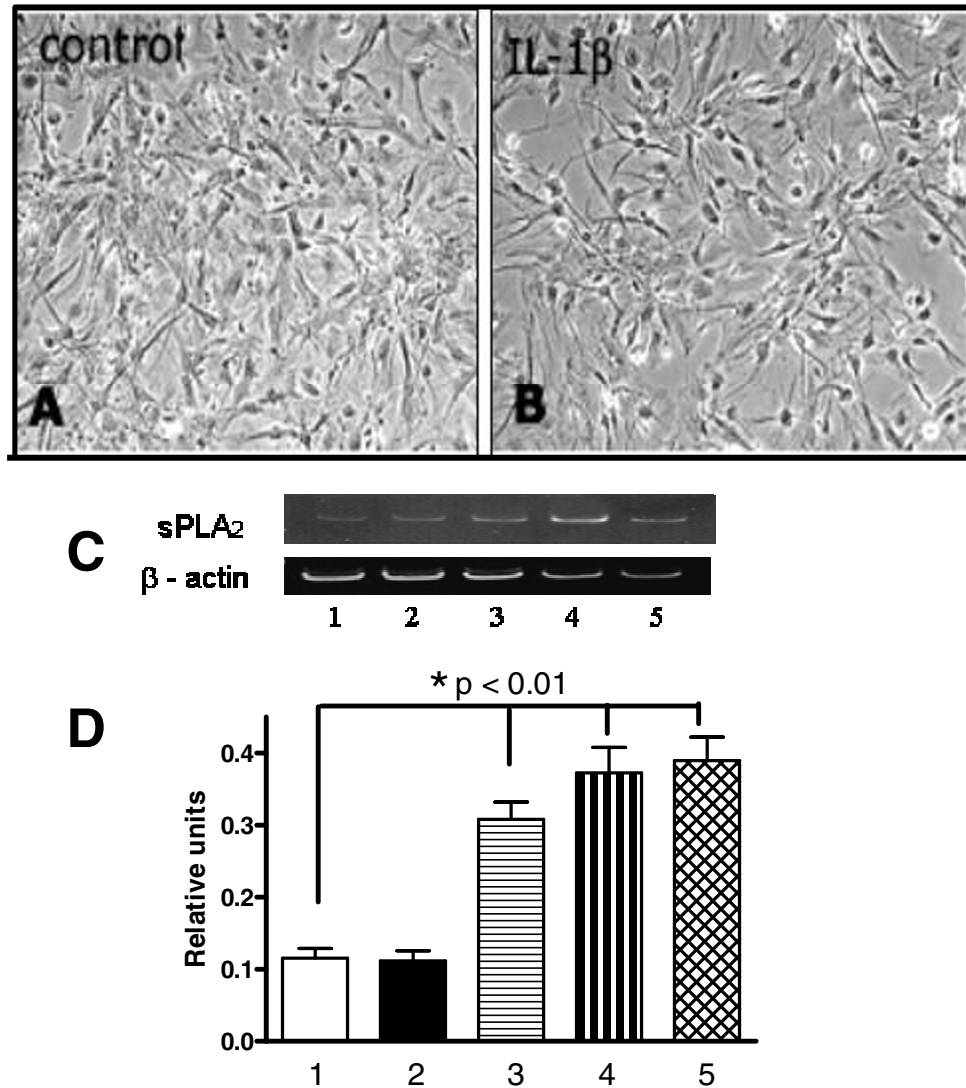 control
IL-1β
A
B
C
sPLA2
β - actin
1 2 3 4 5
D
* p < 0.01
Relative units
0.4
0.3
0.2
0.1
0.0
1 2 3 4 5